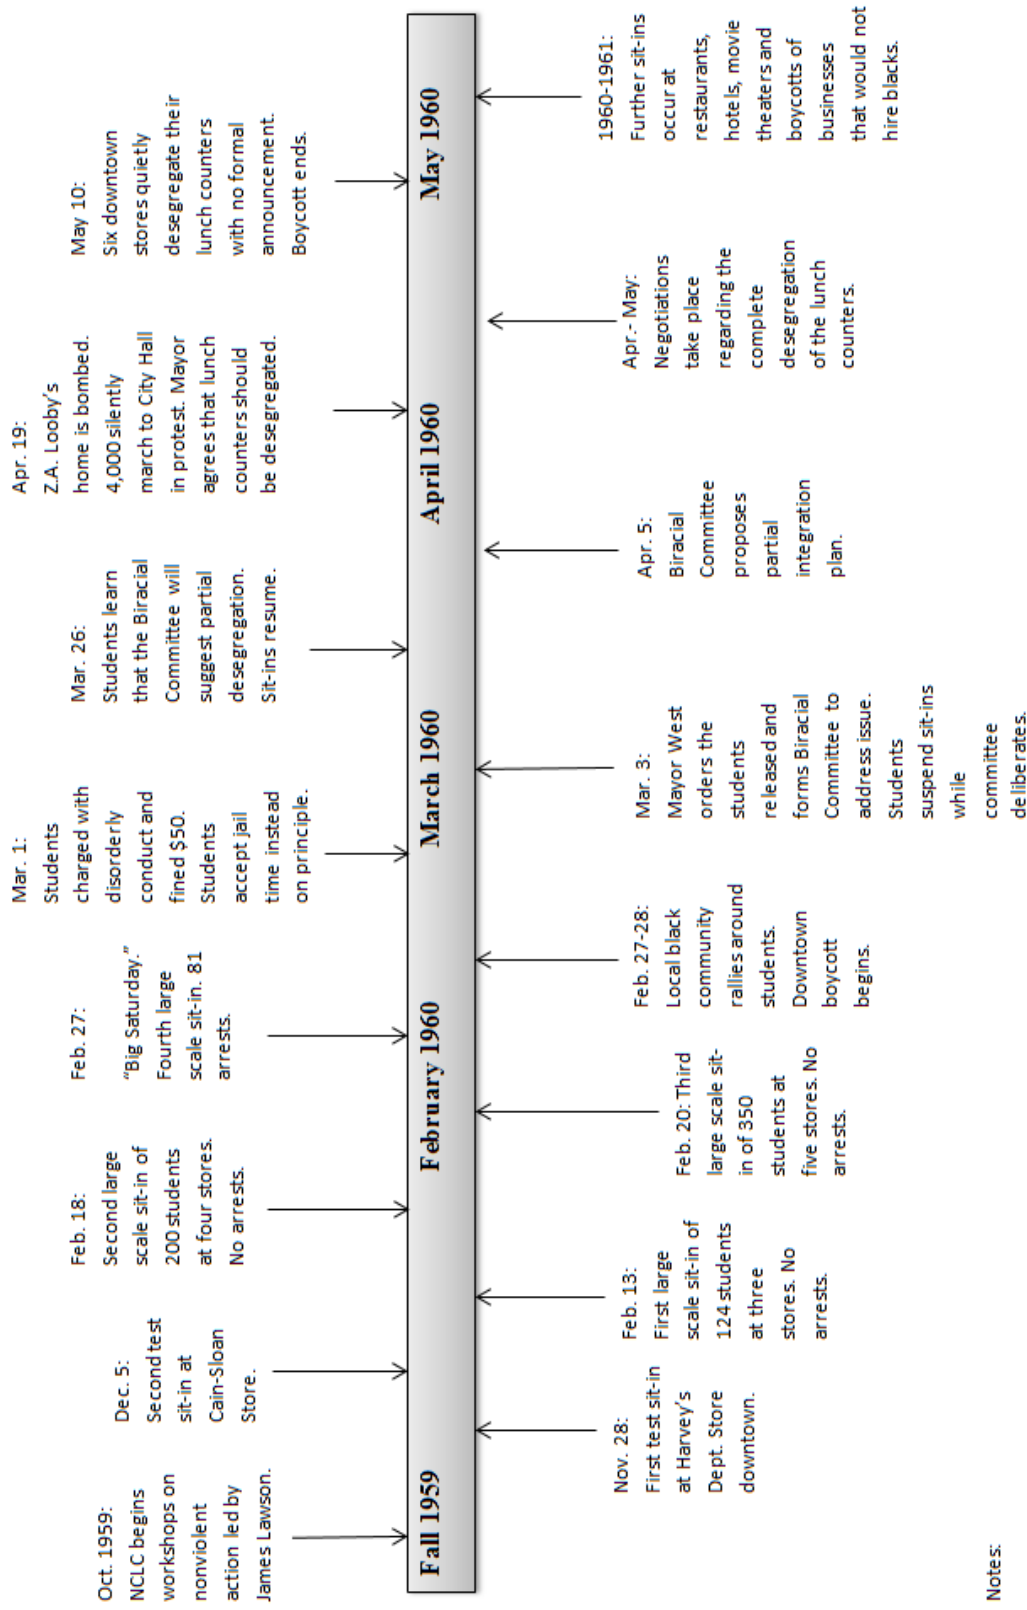 Oct. 1959:
NCLC begins
workshops on
nonviolent
action led by
James Lawson.
Dec. 5:
Second test
sit-in at
Cain-Sloan
Store.
Feb. 18:
Second large
scale sit-in of
200 students
at four stores.
No arrests.
Feb. 27:
“Big Saturday.”
Fourth large
scale sit-in. 81
arrests.
Mar. 1:
Students
charged with
disorderly
conduct and
fined $50.
Students
accept jail
time instead
on principle.
Mar. 26:
Students learn
that the Biracial
Committee will
suggest partial
desegregation.
Sit-ins resume.
Apr. 19:
Z.A. Looby’s
home is bombed.
4,000 silently
march to City Hall
in protest. Mayor
agrees that lunch
counters should
be desegregated.
May 10:
Six downtown
stores quietly
desegregate their
lunch counters
with no formal
announcement.
Boycott ends.
Fall 1959
February 1960
March 1960
April 1960
May 1960
Nov. 28:
First test sit-in
at Harvey’s
Dept. Store
downtown.
Feb. 13:
First large
scale sit-in of
124 students
at three
stores. No
arrests.
Feb. 20: Third
large scale sit-
in of 350
students at
five stores. No
arrests.
Feb. 27-28:
Local black
community
rallies around
students.
Downtown
boycott
begins.
Mar. 3:
Mayor West
orders the
students
released and
forms Biracial
Committee to
address issue.
Students
suspend sit-ins
while
committee
deliberates.
Apr. 5:
Biracial
Committee
proposes
partial
integration
plan.
Apr.- May:
Negotiations
take place
regarding the
complete
desegregation
of the lunch
counters.
1960-1961:
Further sit-ins
occur at
restaurants,
hotels, movie
theaters and
boycotts of
businesses
that would not
hire blacks.
Notes: